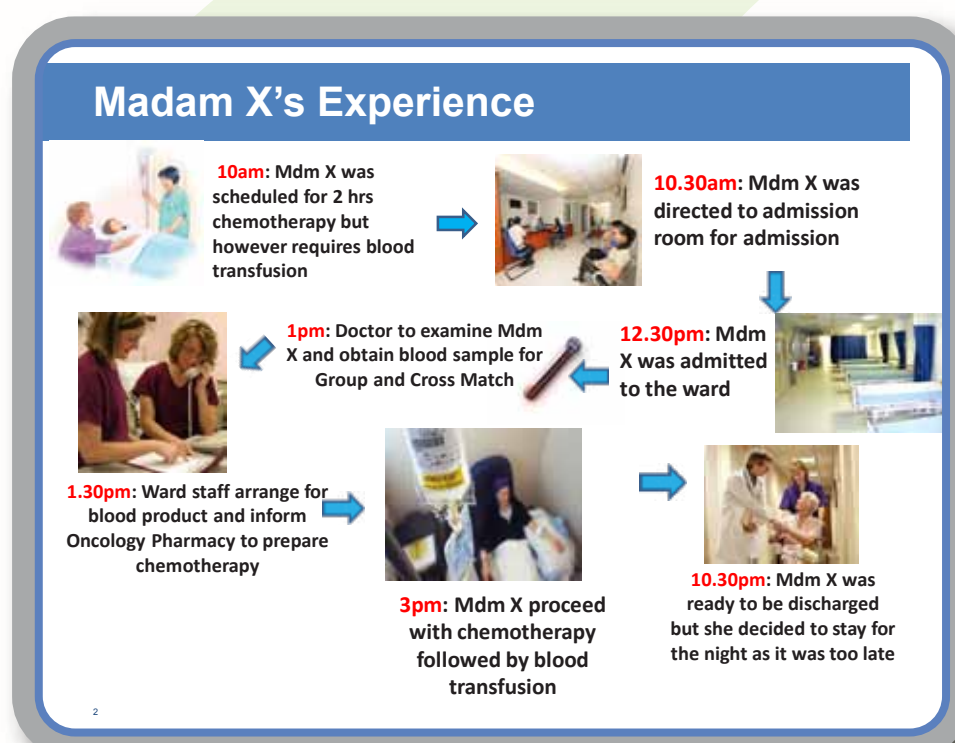 Madam X's Experience
10am: Mdm X was
scheduled for 2 hrs
chemotherapy but
however requires blood
transfusion
10.30am: Mdm X was
directed to admission
room for admission
12.30pm: Mdm
X was admitted
to the ward
1pm: Doctor to examine Mdm
X and obtain blood sample for
Group and Cross Match
1.30pm: Ward staff arrange for
blood product and inform
Oncology Pharmacy to prepare
chemotherapy
3pm: Mdm X proceed
with chemotherapy
followed by blood
transfusion
10.30pm: Mdm X was
ready to be discharged
but she decided to stay for
the night as it was too late
2